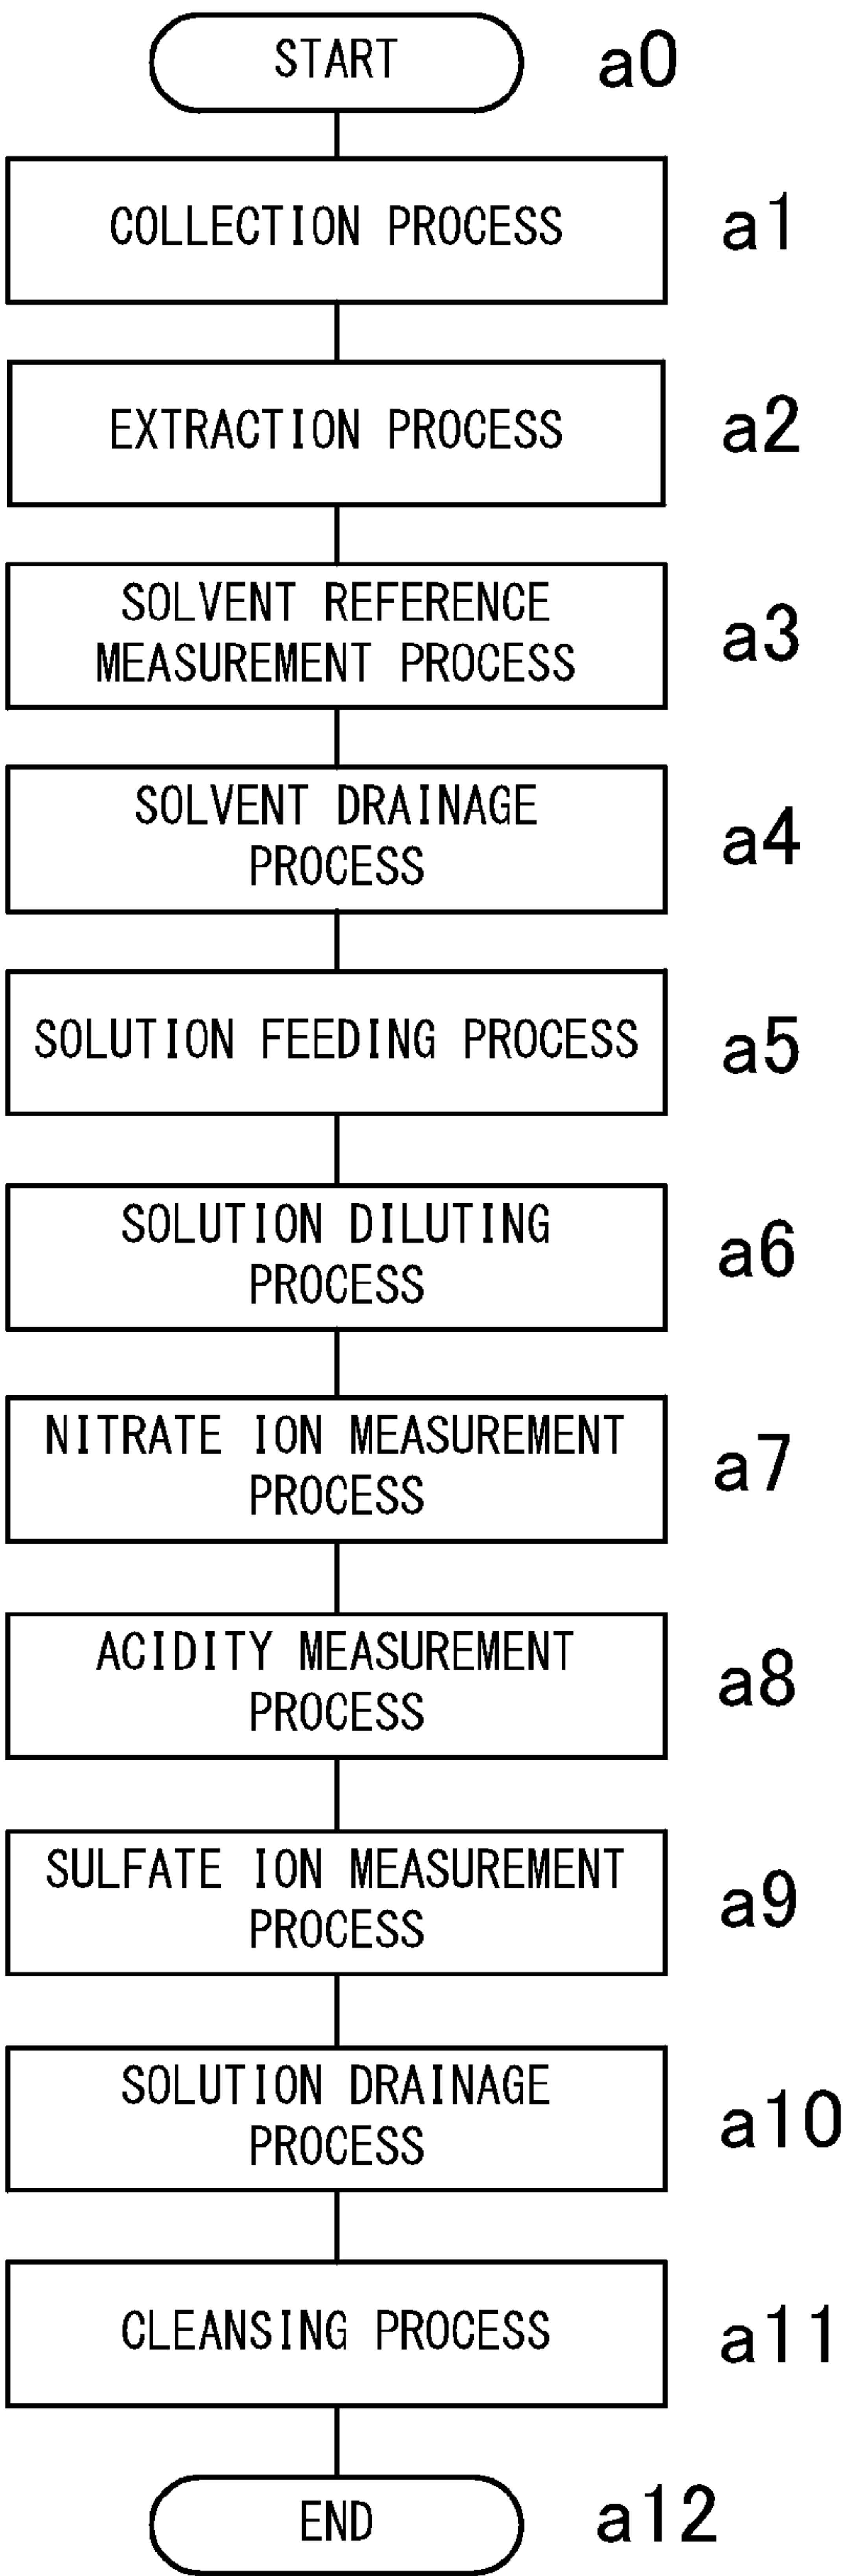 START a0
COLLECTION PROCESS a1
EXTRACTION PROCESS a2
SOLVENT REFERENCE
MEASUREMENT PROCESS a3
SOLVENT DRAINAGE
PROCESS a4
SOLUTION FEEDING PROCESS a5
SOLUTION DILUTING
PROCESS a6
NITRATE ION MEASUREMENT
PROCESS a7
ACIDITY MEASUREMENT
PROCESS a8
SULFATE ION MEASUREMENT
PROCESS a9
SOLUTION DRAINAGE
PROCESS a10
CLEANSING PROCESS a11
END a12